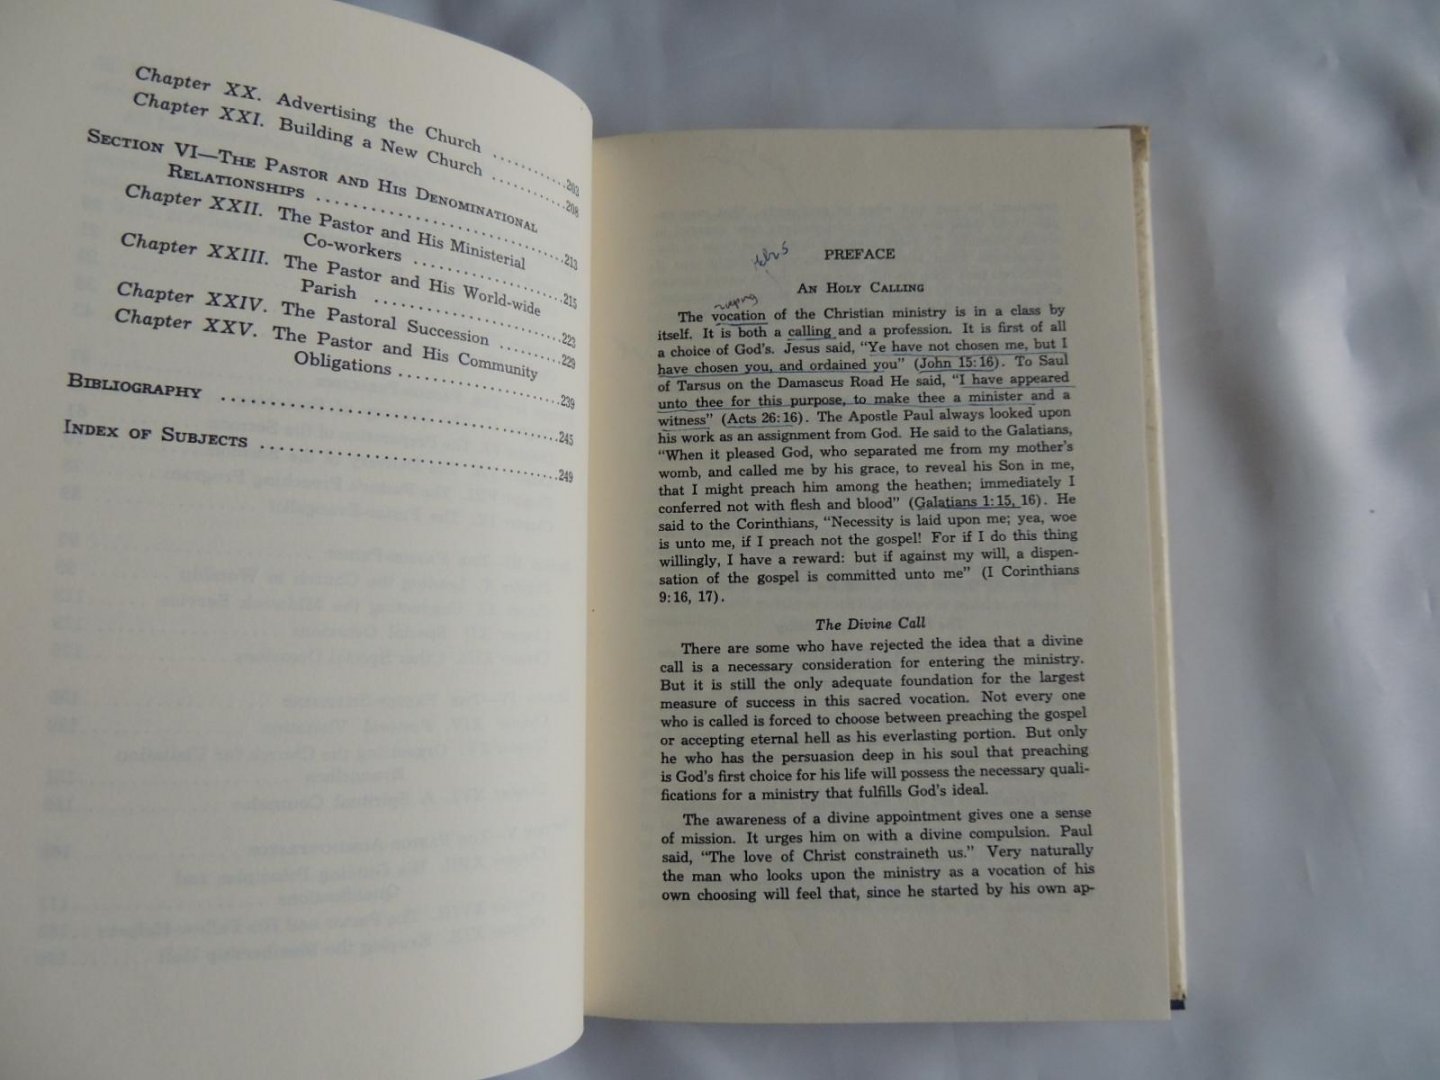 Chapter XX. Advertising the Church ..........203
Chapter XXI. Building a New Church ..........208
Section VI—The Pastor and His Denominational
Relationships ..............................213
Chapter XXII. The Pastor and His Ministerial
Co-workers ..................215
Chapter XXIII. The Pastor and His World-wide
Parish ......................223
Chapter XXIV. The Pastoral Succession ........229
Chapter XXV. The Pastor and His Community
Obligations ..................239
Bibliography ........................................245
Index of Subjects ..................................249
PREFACE
An Holy Calling
The vocation of the Christian ministry is in a class by
itself. It is both a calling and a profession. It is first of all
a choice of God's. Jesus said, “Ye have not chosen me, but I
have chosen you, and ordained you” (John 15:16). To Saul
of Tarsus on the Damascus Road He said, “I have appeared
unto thee for this purpose, to make thee a minister and a
witness” (Acts 26:16). The Apostle Paul always looked upon
his work as an assignment from God. He said to the Galatians,
“When it pleased God, who separated me from my mother's
womb, and called me by his grace, to reveal his Son in me,
that I might preach him among the heathen; immediately I
conferred not with flesh and blood” (Galatians 1:15, 16). He
said to the Corinthians, “Necessity is laid upon me; yea, woe
is unto me, if I preach not the gospel! For if I do this thing
willingly, I have a reward: but if against my will, a dispen-
sation of the gospel is committed unto me” (I Corinthians
9:16, 17).
The Divine Call
There are some who have rejected the idea that a divine
call is a necessary consideration for entering the ministry.
But it is still the only adequate foundation for the largest
measure of success in this sacred vocation. Not every one
who is called is forced to choose between preaching the gospel
or accepting eternal hell as his everlasting portion. But only
he who has the persuasion deep in his soul that preaching
is God's first choice for his life will possess the necessary quali-
fications for a ministry that fulfills God's ideal.
The awareness of a divine appointment gives one a sense
of mission. It urges him on with a divine compulsion. Paul
said, “The love of Christ constraineth us.” Very naturally
the man who looks upon the ministry as a vocation of his
own choosing will feel that, since he started by his own ap-